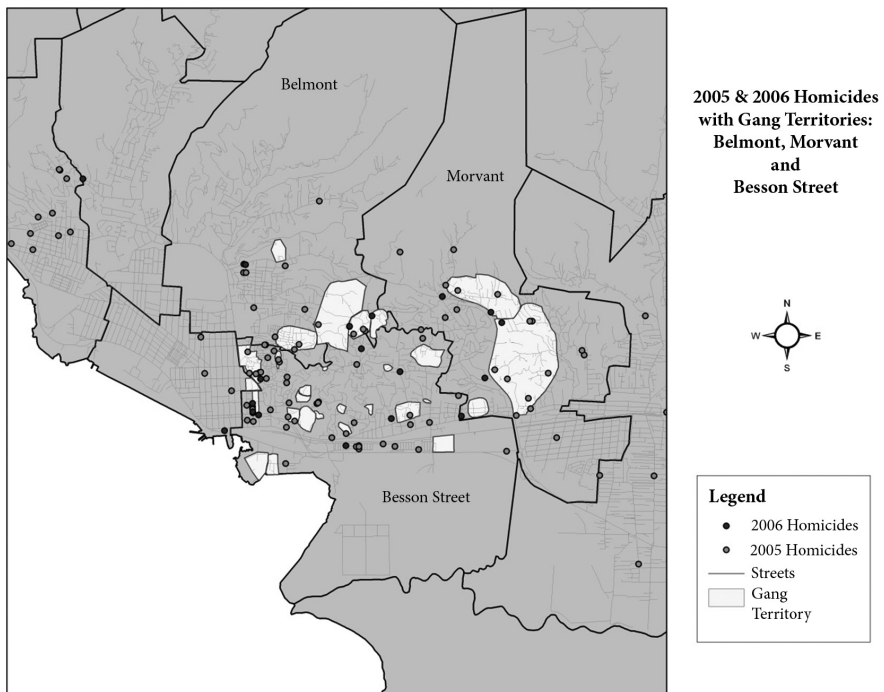 2005 & 2006 Homicides
with Gang Territories:
Belmont, Morvant
and
Besson Street
Belmont
Morvant
Besson Street
N
W
E
S
Legend
2006 Homicides
2005 Homicides
Streets
Gang
Territory